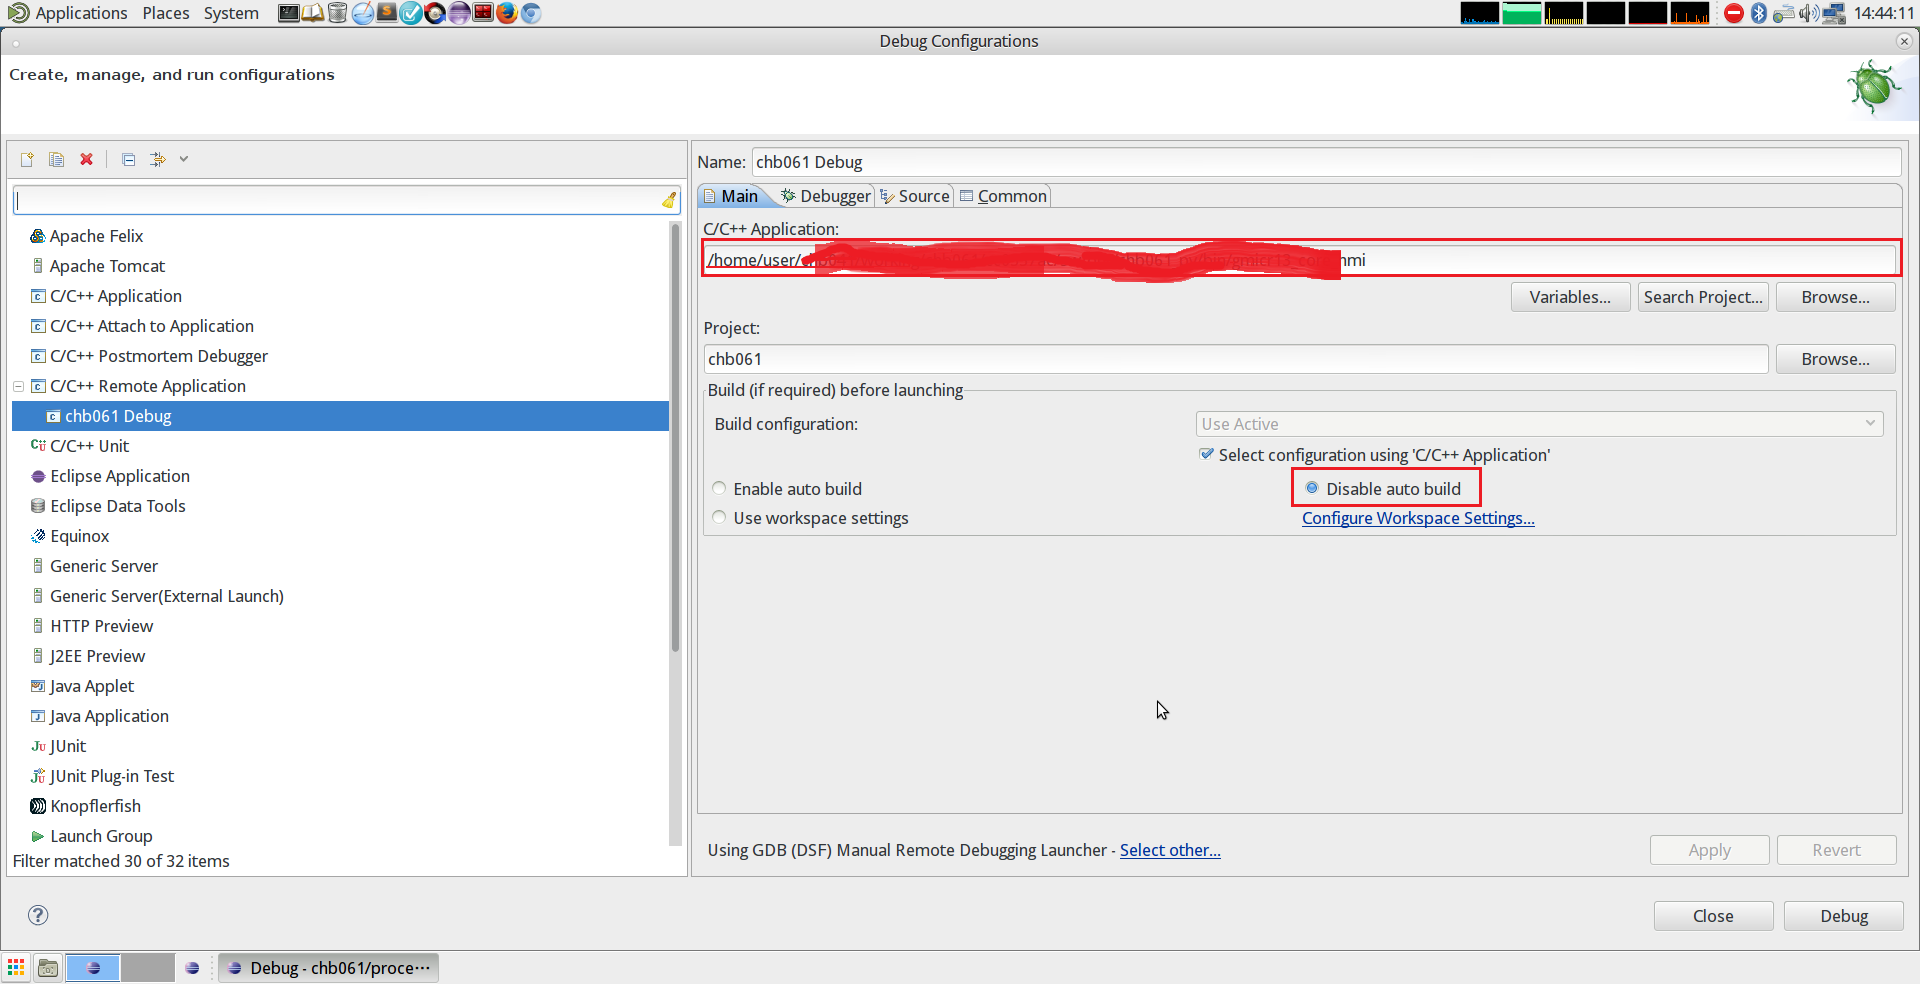 Applications Places System 14:44:11
Debug Configurations
Create, manage, and run configurations
Name: chb061 Debug
Main Debugger Source Common
C/C++ Application:
/home/user/ hmi
Variables... Search Project... Browse...
Project:
chb061 Browse...
Build (if required) before launching
Build configuration: Use Active
Select configuration using 'C/C++ Application'
Enable auto build Disable auto build
Use workspace settings Configure Workspace Settings...
Apache Felix
Apache Tomcat
C/C++ Application
C/C++ Attach to Application
C/C++ Postmortem Debugger
C/C++ Remote Application
chb061 Debug
C/C++ Unit
Eclipse Application
Eclipse Data Tools
Equinox
Generic Server
Generic Server(External Launch)
HTTP Preview
J2EE Preview
Java Applet
Java Application
JUnit
JUnit Plug-in Test
Knopflerfish
Launch Group
Filter matched 30 of 32 items
Using GDB (DSF) Manual Remote Debugging Launcher - Select other...
Apply Revert
Close Debug
Debug - chb061/proce···